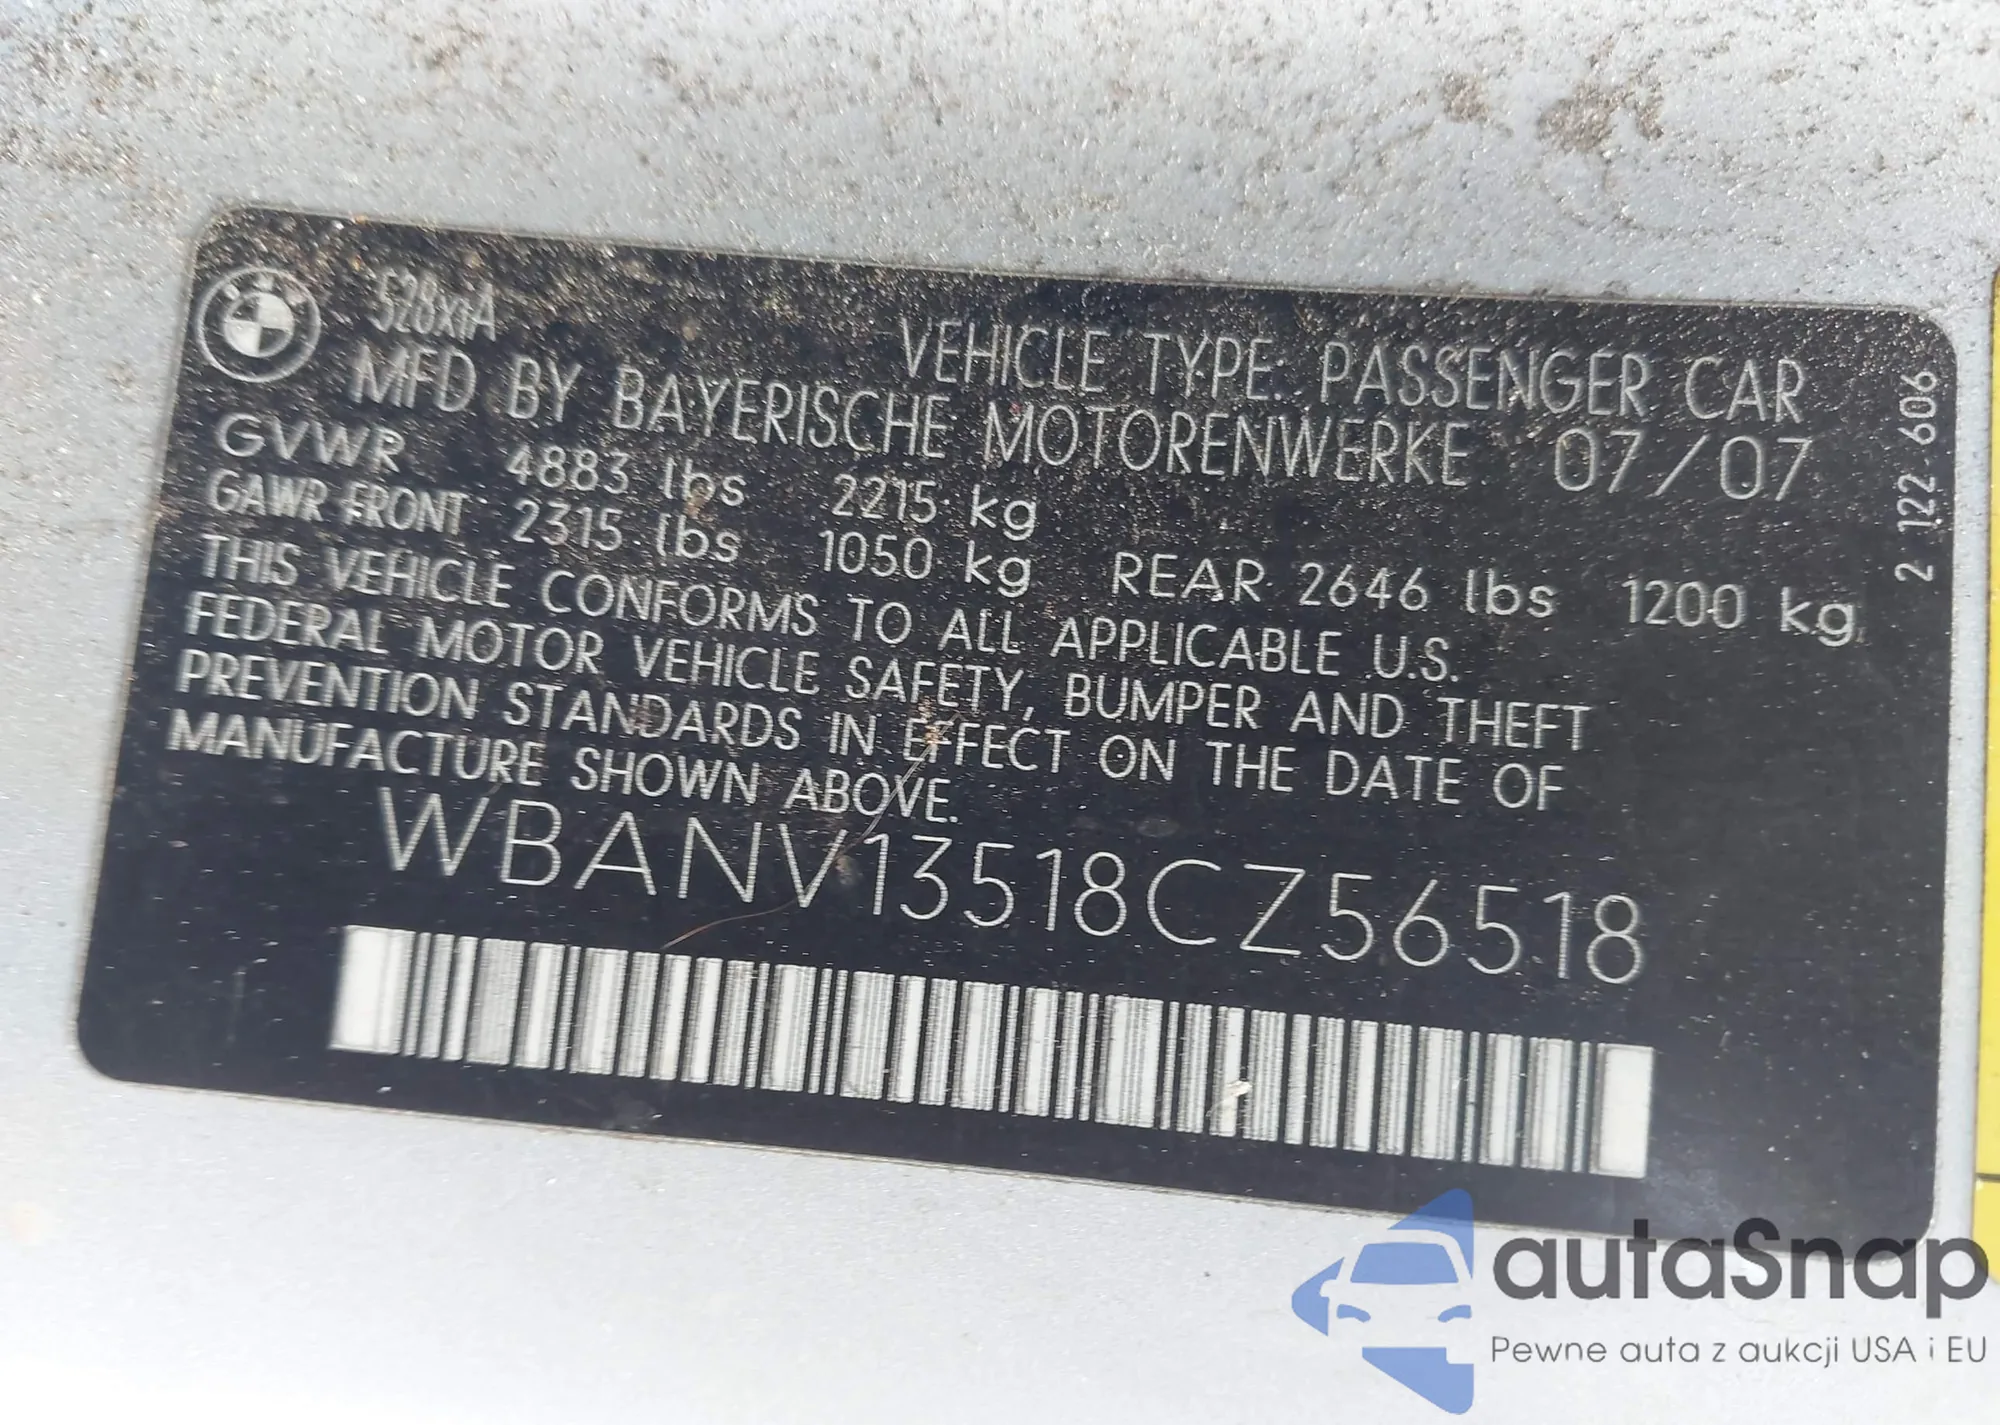 528xiA
VEHICLE TYPE: PASSENGER CAR
MFD BY BAYERISCHE MOTORENWERKE 07/07
GVWR 4883 lbs 2215 kg
GAWR FRONT 2315 lbs 1050 kg REAR 2646 lbs 1200 kg
THIS VEHICLE CONFORMS TO ALL APPLICABLE U.S.
FEDERAL MOTOR VEHICLE SAFETY, BUMPER AND THEFT
PREVENTION STANDARDS IN EFFECT ON THE DATE OF
MANUFACTURE SHOWN ABOVE.
WBANV13518CZ56518
2 122 606
autaSnap
Pewne auta z aukcji USA i EU